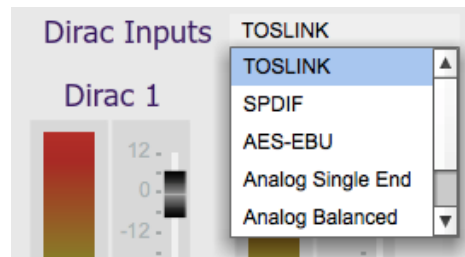 Dirac Inputs TOSLINK
TOSLINK
SPDIF
AES-EBU
Analog Single End
Analog Balanced
Dirac 1
12
0
-12